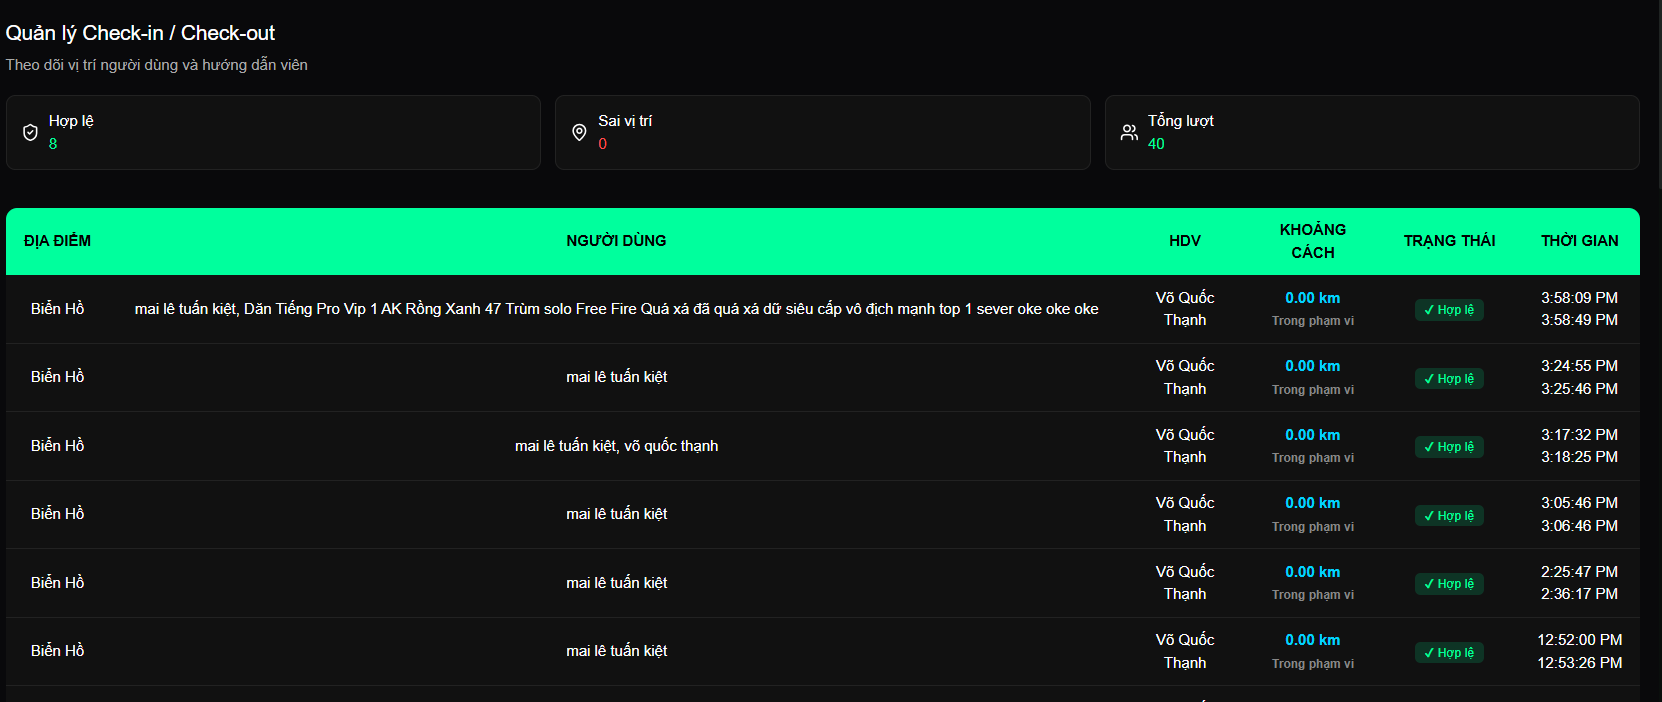 Quản lý Check-in / Check-out
Theo dõi vị trí người dùng và hướng dẫn viên
Hợp lệ
8
Sai vị trí
0
Tổng lượt
40
ĐỊA ĐIỂM NGƯỜI DÙNG HDV KHOẢNG CÁCH TRẠNG THÁI THỜI GIAN
Biển Hồ mai lê tuấn kiệt, Dăn Tiếng Pro Vip 1 AK Rồng Xanh 47 Trùm solo Free Fire Quá xá đã quá xá dữ siêu cấp vô địch mạnh top 1 sever oke oke oke Võ Quốc Thạnh 0.00 km Trong phạm vi ✓ Hợp lệ 3:58:09 PM 3:58:49 PM
Biển Hồ mai lê tuấn kiệt Võ Quốc Thạnh 0.00 km Trong phạm vi ✓ Hợp lệ 3:24:55 PM 3:25:46 PM
Biển Hồ mai lê tuấn kiệt, võ quốc thạnh Võ Quốc Thạnh 0.00 km Trong phạm vi ✓ Hợp lệ 3:17:32 PM 3:18:25 PM
Biển Hồ mai lê tuấn kiệt Võ Quốc Thạnh 0.00 km Trong phạm vi ✓ Hợp lệ 3:05:46 PM 3:06:46 PM
Biển Hồ mai lê tuấn kiệt Võ Quốc Thạnh 0.00 km Trong phạm vi ✓ Hợp lệ 2:25:47 PM 2:36:17 PM
Biển Hồ mai lê tuấn kiệt Võ Quốc Thạnh 0.00 km Trong phạm vi ✓ Hợp lệ 12:52:00 PM 12:53:26 PM